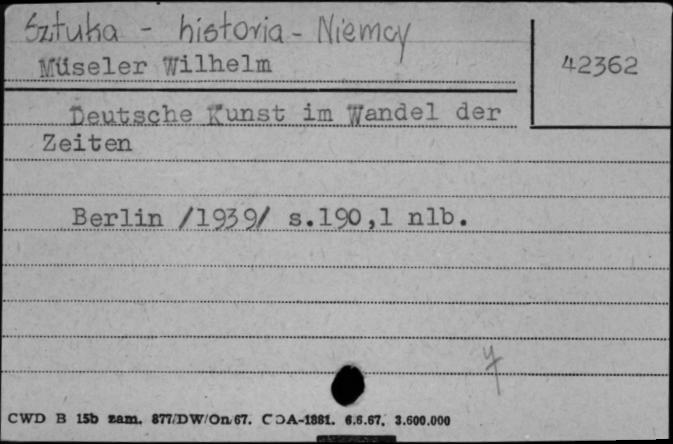 Sztuka - historia - Niemcy
Müseler Wilhelm
42362
Deutsche Kunst im Wandel der
Zeiten
Berlin /1939/ s.190,1 nlb.
CWD B 15b zam. 877/DW/On/67. CDA-1881. 6.6.67. 3.600.000